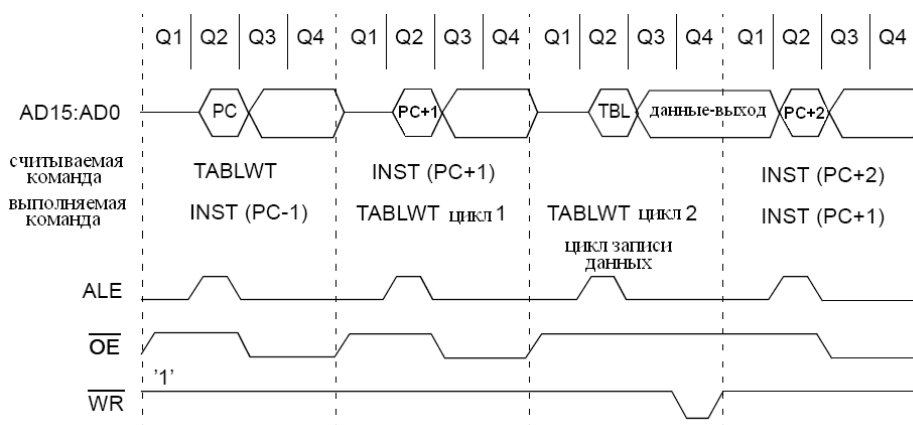 Q1 Q2 Q3 Q4 Q1 Q2 Q3 Q4 Q1 Q2 Q3 Q4 Q1 Q2 Q3 Q4
AD15:AD0 PC PC+1 TBL данные-выход PC+2
считываемая команда TABLWT INST (PC+1) INST (PC+2)
выполняемая команда INST (PC-1) TABLWT цикл 1 TABLWT цикл 2 INST (PC+1)
цикл записи
данных
ALE
OE
'1'
WR